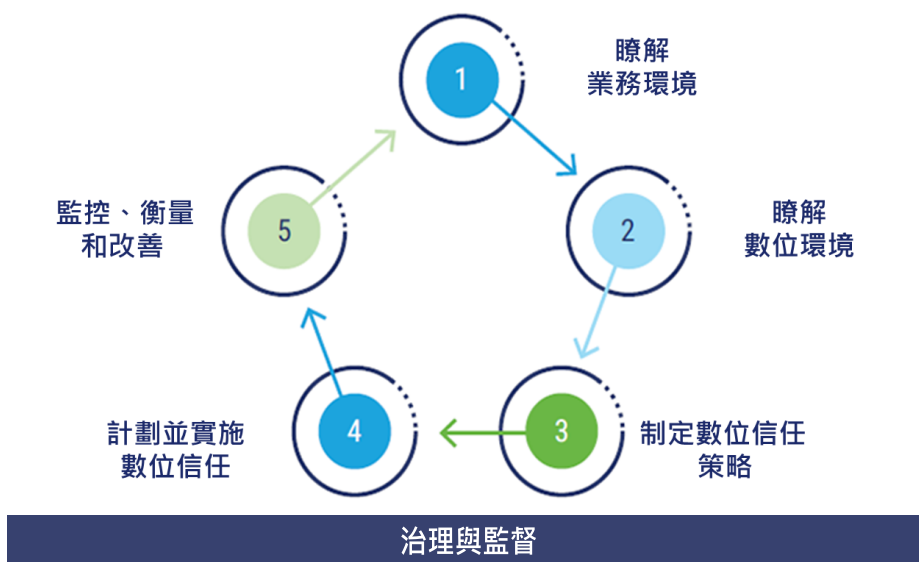 1
瞭解
業務環境
2
瞭解
數位環境
3
制定數位信任
策略
4
計劃並實施
數位信任
5
監控、衡量
和改善
治理與監督